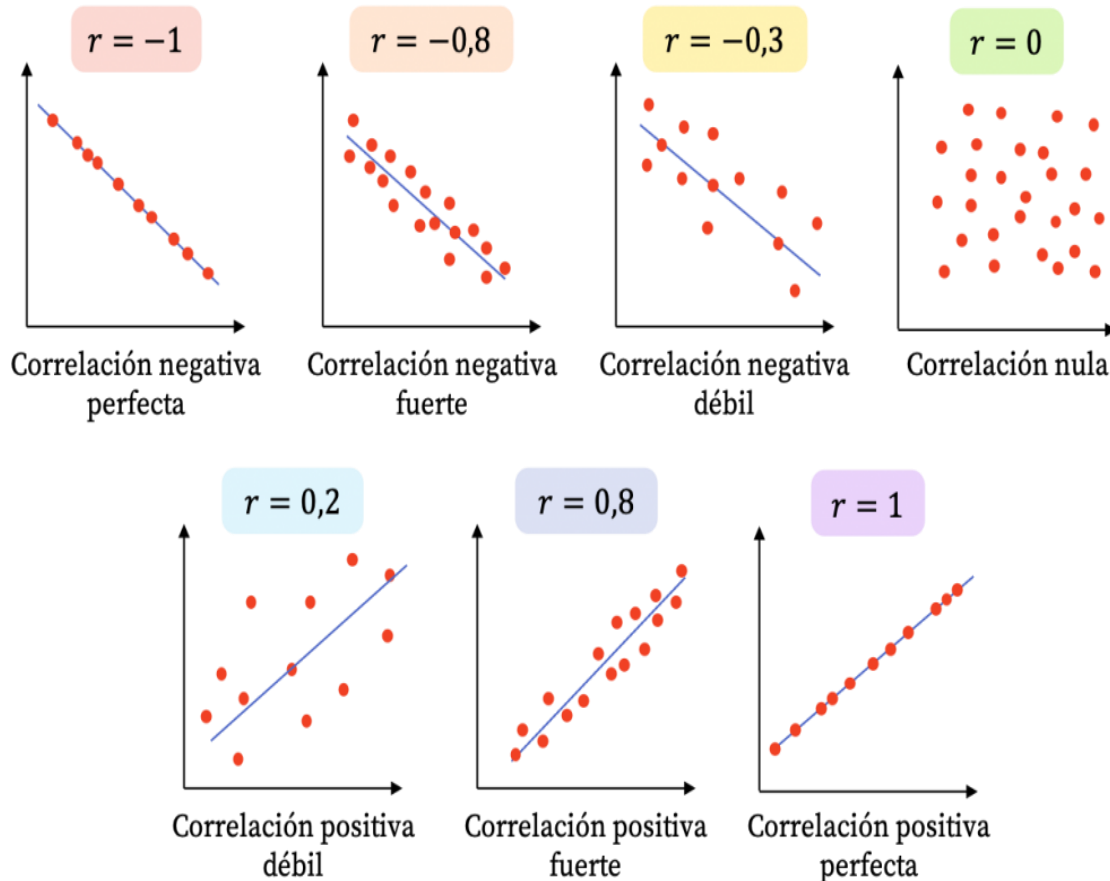 r = −1
r = −0,8
r = −0,3
r = 0
Correlación negativa
perfecta
Correlación negativa
fuerte
Correlación negativa
débil
Correlación nula
r = 0,2
r = 0,8
r = 1
Correlación positiva
débil
Correlación positiva
fuerte
Correlación positiva
perfecta